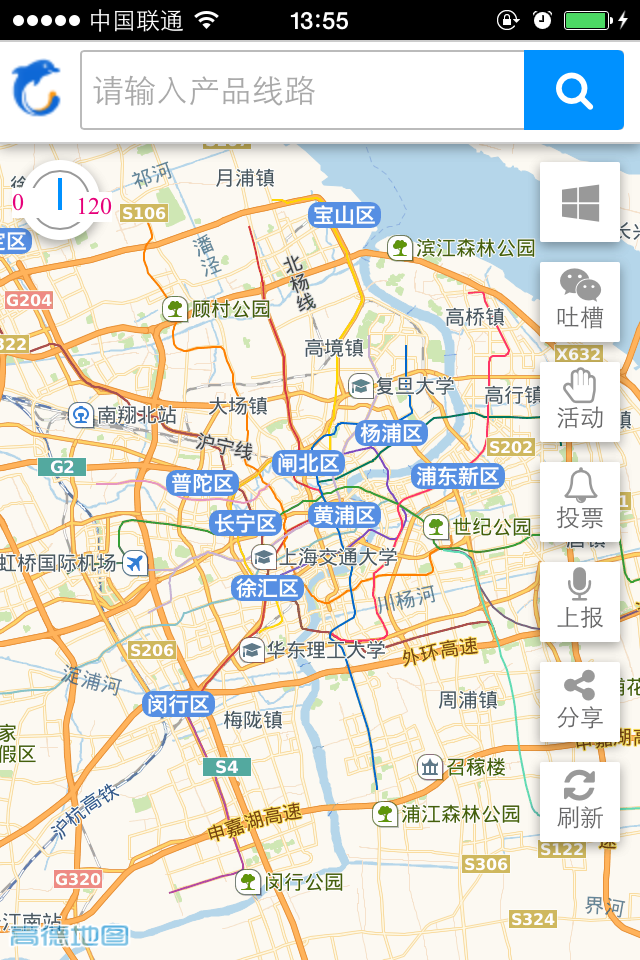 中国联通
13:55
请输入产品线路
祁河
月浦镇
0
120
S106
宝山区
潘泾
滨江森林公园
北杨线
G204
顾村公园
高桥镇
高境镇
X632
吐槽
复旦大学
高行镇
活动
南翔北站
大场镇
沪宁线
杨浦区
S202
G2
闸北区
普陀区
浦东新区
黄浦区
长宁区
世纪公园
投票
虹桥国际机场
上海交通大学
徐汇区
川杨河
上报
S206
华东理工大学
外环高速
淀浦河
闵行区
梅陇镇
周浦镇
分享
S4
召稼楼
沪杭高铁
申嘉湖高速
浦江森林公园
刷新
S122
S306
G320
闵行公园
S324
界河
江南站
高德地图